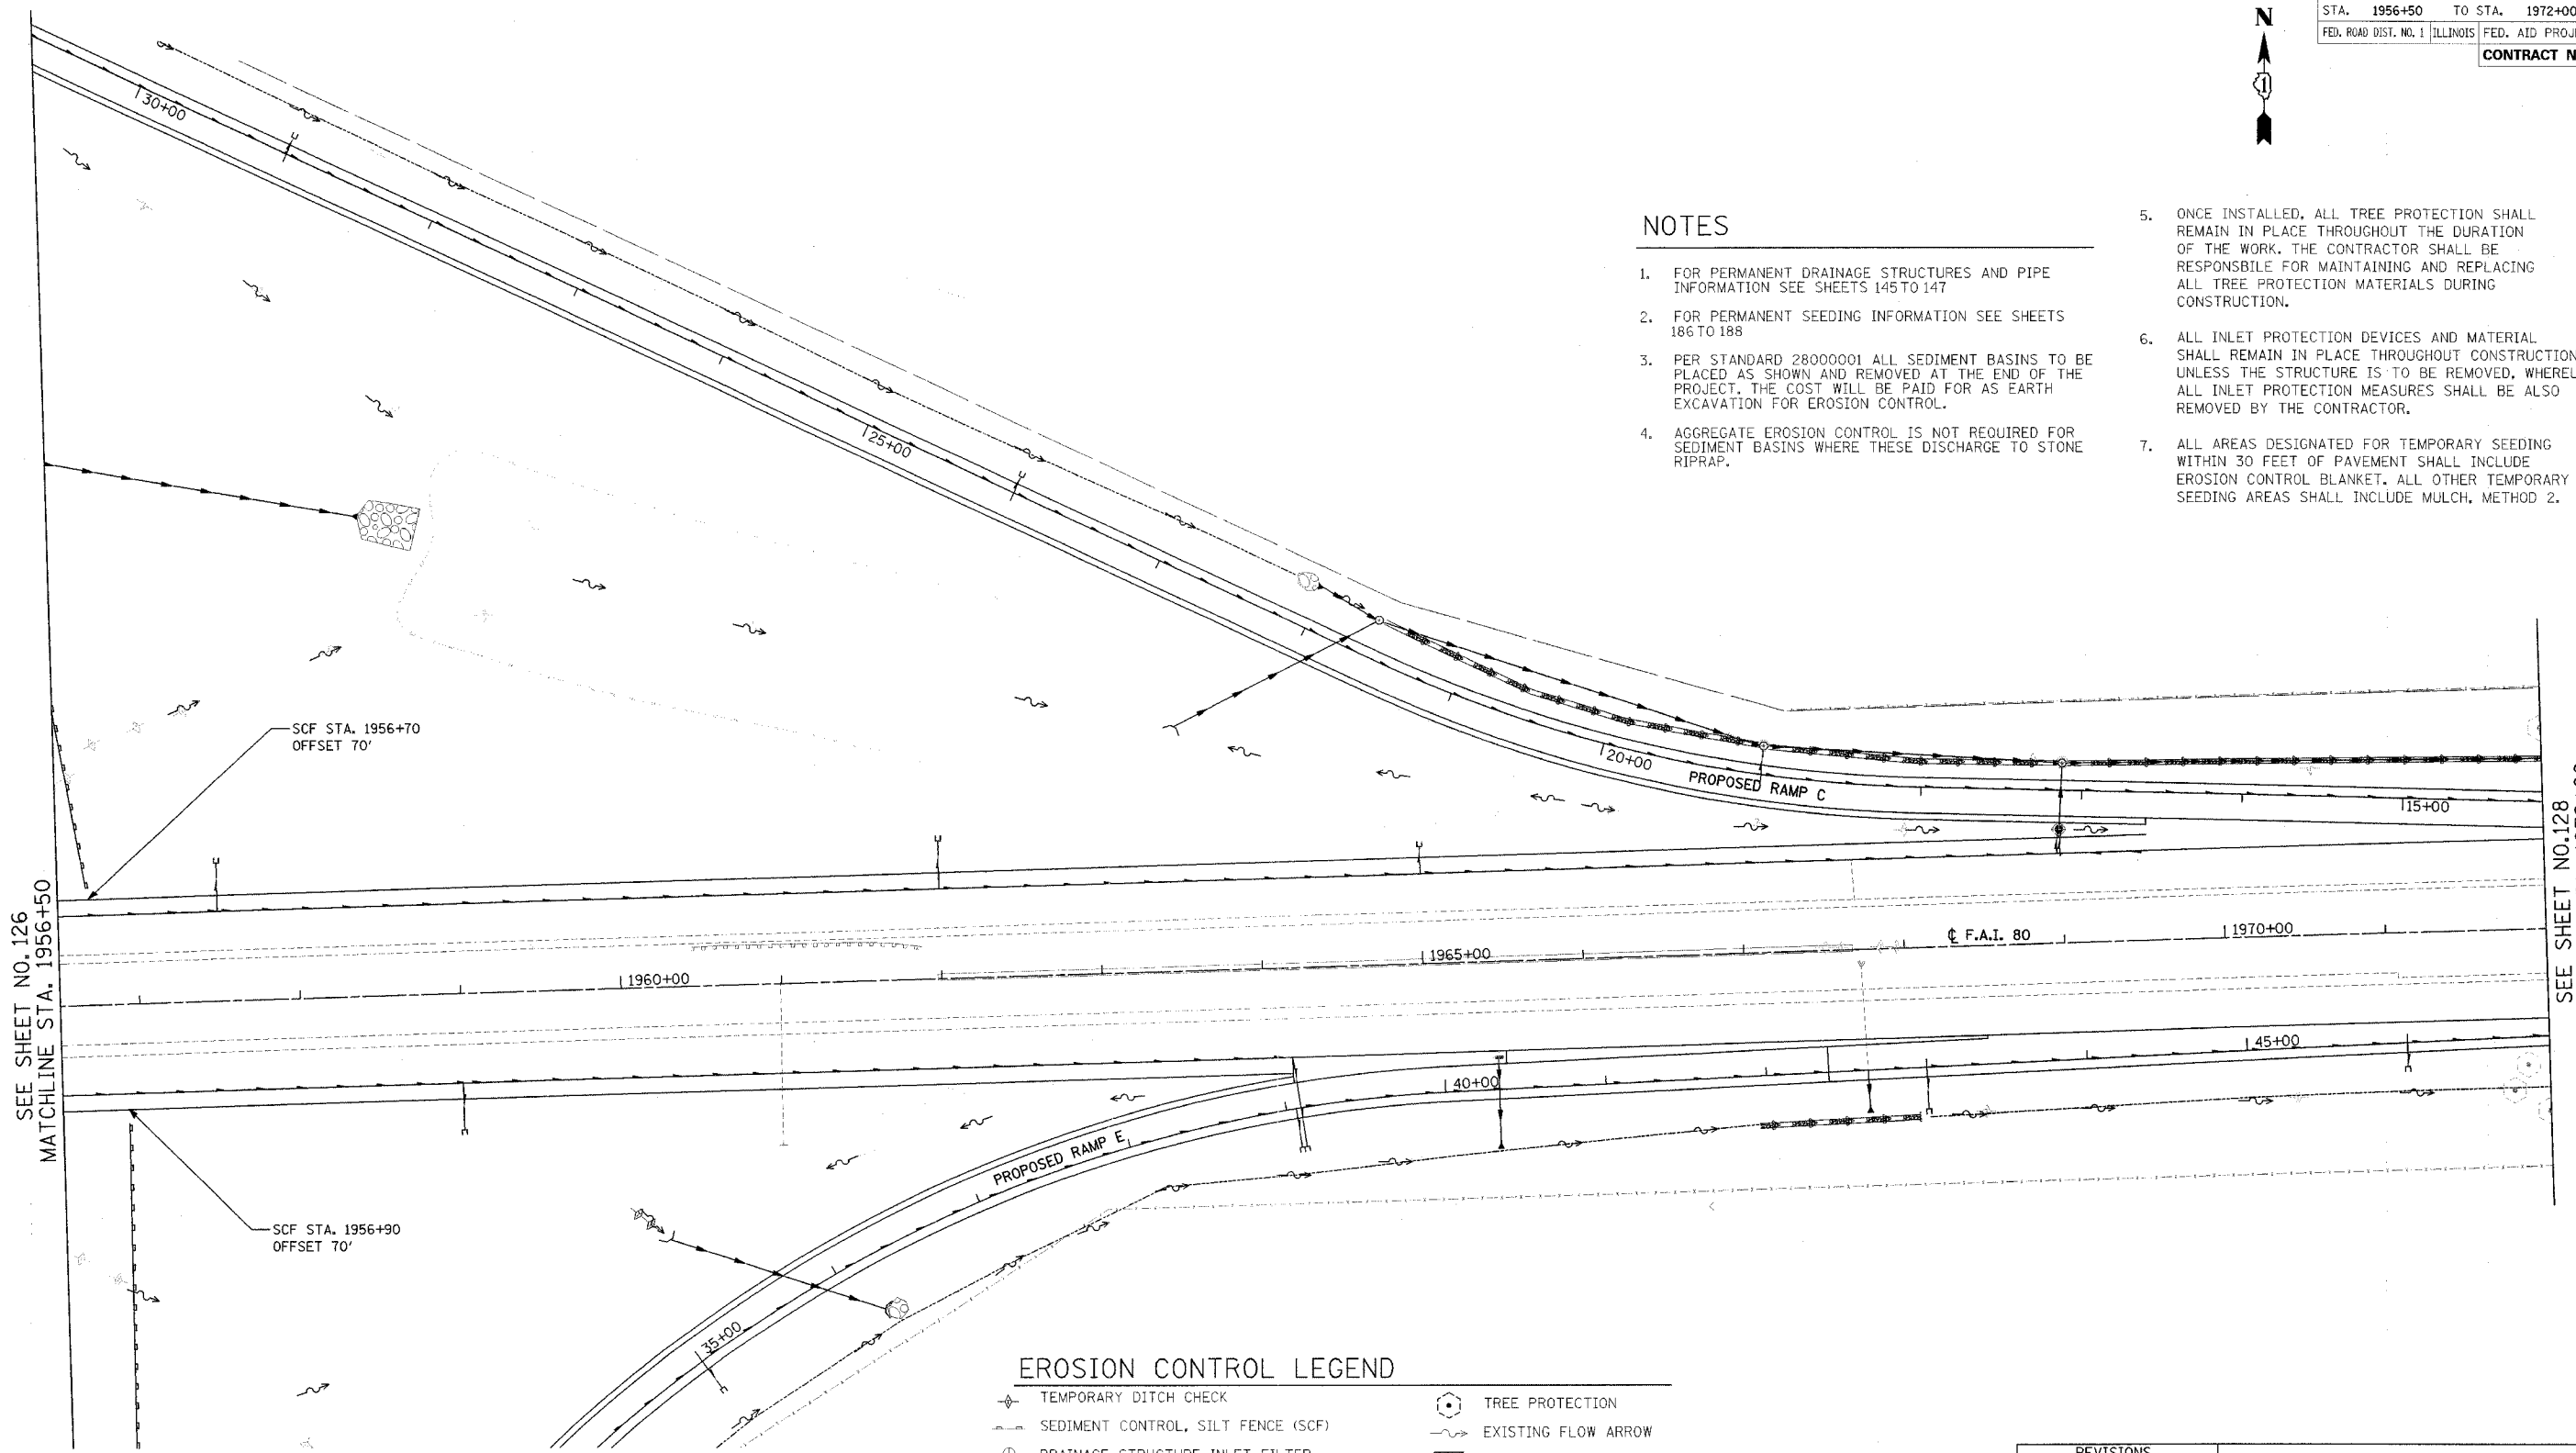 N
1
STA. 1956+50 TO STA. 1972+00
FED. ROAD DIST. NO. 1 ILLINOIS FED. AID
CONTRACT
NOTES
1. FOR PERMANENT DRAINAGE STRUCTURES AND PIPE
INFORMATION SEE SHEETS 145 TO 147
2. FOR PERMANENT SEEDING INFORMATION SEE SHEETS
186 TO 188
3. PER STANDARD 28000001 ALL SEDIMENT BASINS TO BE
PLACED AS SHOWN AND REMOVED AT THE END OF THE
PROJECT. THE COST WILL BE PAID FOR AS EARTH
EXCAVATION FOR EROSION CONTROL.
4. AGGREGATE EROSION CONTROL IS NOT REQUIRED FOR
SEDIMENT BASINS WHERE THESE DISCHARGE TO STONE
RIPRAP.
5. ONCE INSTALLED, ALL TREE PROTECTION SHALL
REMAIN IN PLACE THROUGHOUT THE DURATION
OF THE WORK. THE CONTRACTOR SHALL BE
RESPONSBILE FOR MAINTAINING AND REPLACING
ALL TREE PROTECTION MATERIALS DURING
CONSTRUCTION.
6. ALL INLET PROTECTION DEVICES AND MATERIAL
SHALL REMAIN IN PLACE THROUGHOUT CONSTRUCTION
UNLESS THE STRUCTURE IS TO BE REMOVED,
ALL INLET PROTECTION MEASURES SHALL BE ALSO
REMOVED BY THE CONTRACTOR.
7. ALL AREAS DESIGNATED FOR TEMPORARY SEEDING
WITHIN 30 FEET OF PAVEMENT SHALL INCLUDE
EROSION CONTROL BLANKET. ALL OTHER TEMPORARY
SEEDING AREAS SHALL INCLUDE MULCH, METHOD 2.
30+00
25+00
20+00
PROPOSED RAMP C
15+00
SCF STA. 1956+70
OFFSET 70'
SEE SHEET NO. 126
MATCHLINE STA. 1956+50
1960+00
1965+00
℄ F.A.I. 80
1970+00
SEE SHEET NO.128
45+00
40+00
PROPOSED RAMP E
35+00
SCF STA. 1956+90
OFFSET 70'
EROSION CONTROL LEGEND
TEMPORARY DITCH CHECK
SEDIMENT CONTROL, SILT FENCE (SCF)
DRAINAGE STRUCTURE INLET FILTER
TREE PROTECTION
EXISTING FLOW ARROW
REVISIONS